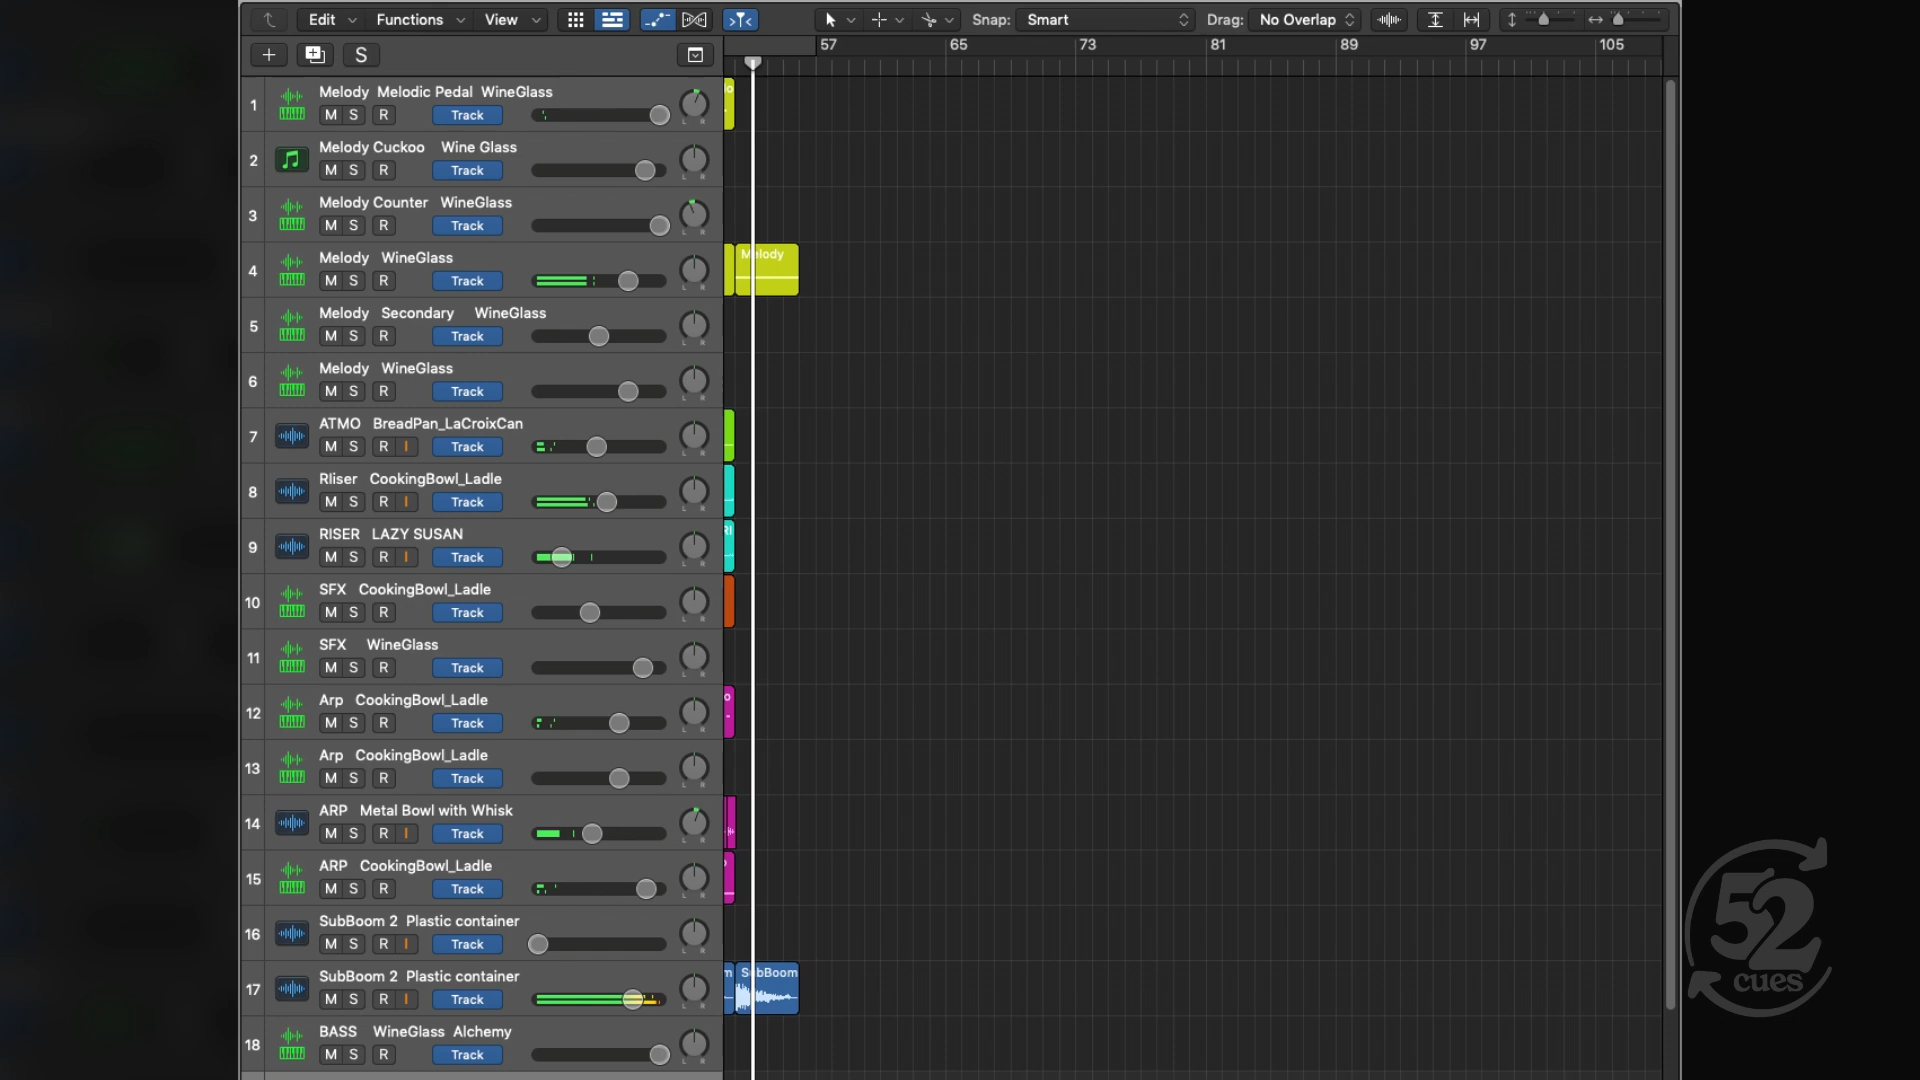 Edit Functions View Snap: Smart Drag: No Overlap
57 65 73 81 89 97 105
+ S
1 Melody Melodic Pedal WineGlass
M S R Track L R
2 Melody Cuckoo Wine Glass
M S R Track L R
3 Melody Counter WineGlass
M S R Track L R
4 Melody WineGlass Melody
M S R Track L R
5 Melody Secondary WineGlass
M S R Track L R
6 Melody WineGlass
M S R Track L R
7 ATMO BreadPan_LaCroixCan
M S R I Track L R
8 RIiser CookingBowl_Ladle
M S R I Track L R
9 RISER LAZY SUSAN RI
M S R I Track L R
10 SFX CookingBowl_Ladle
M S R Track L R
11 SFX WineGlass
M S R Track L R
12 Arp CookingBowl_Ladle
M S R Track L R
13 Arp CookingBowl_Ladle
M S R Track L R
14 ARP Metal Bowl with Whisk
M S R I Track L R
15 ARP CookingBowl_Ladle
M S R Track L R
16 SubBoom 2 Plastic container
M S R I Track L R
17 SubBoom 2 Plastic container m SubBoom
M S R I Track L R
18 BASS WineGlass Alchemy
M S R Track L R
52
cues